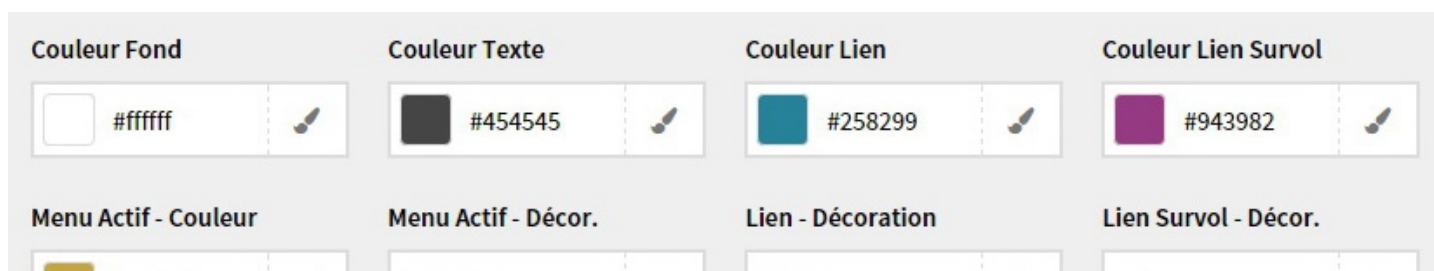 Couleur Fond Couleur Texte Couleur Lien Couleur Lien Survol
#ffffff #454545 #258299 #943982
Menu Actif - Couleur Menu Actif - Décor. Lien - Décoration Lien Survol - Décor.